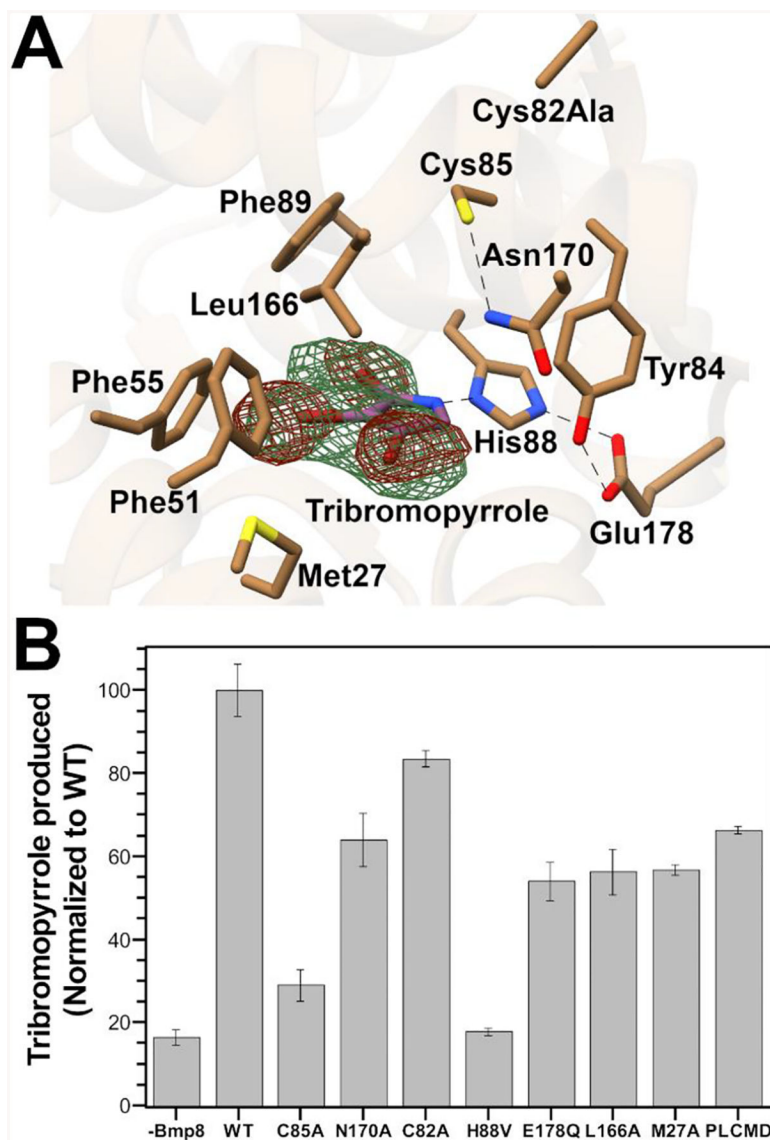 A
Cys82Ala
Cys85
Phe89
Asn170
Leu166
Phe55
Tyr84
His88
Phe51
Tribromopyrrole
Glu178
Met27
B
Tribromopyrrole produced
(Normalized to WT)
100
80
60
40
20
0
-Bmp8 WT C85A N170A C82A H88V E178Q L166A M27A PLCMD